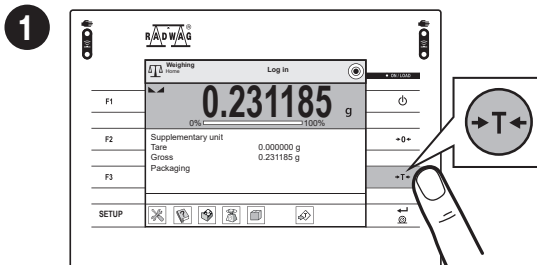 1
RADWAG
Weighing
Home
Log in
ON / LOAD
F1
0.231185 g
0% 100%
F2
Supplementary unit
→0←
Tare 0.000000 g
Gross 0.231185 g
F3
Packaging
→T←
→T←
SETUP